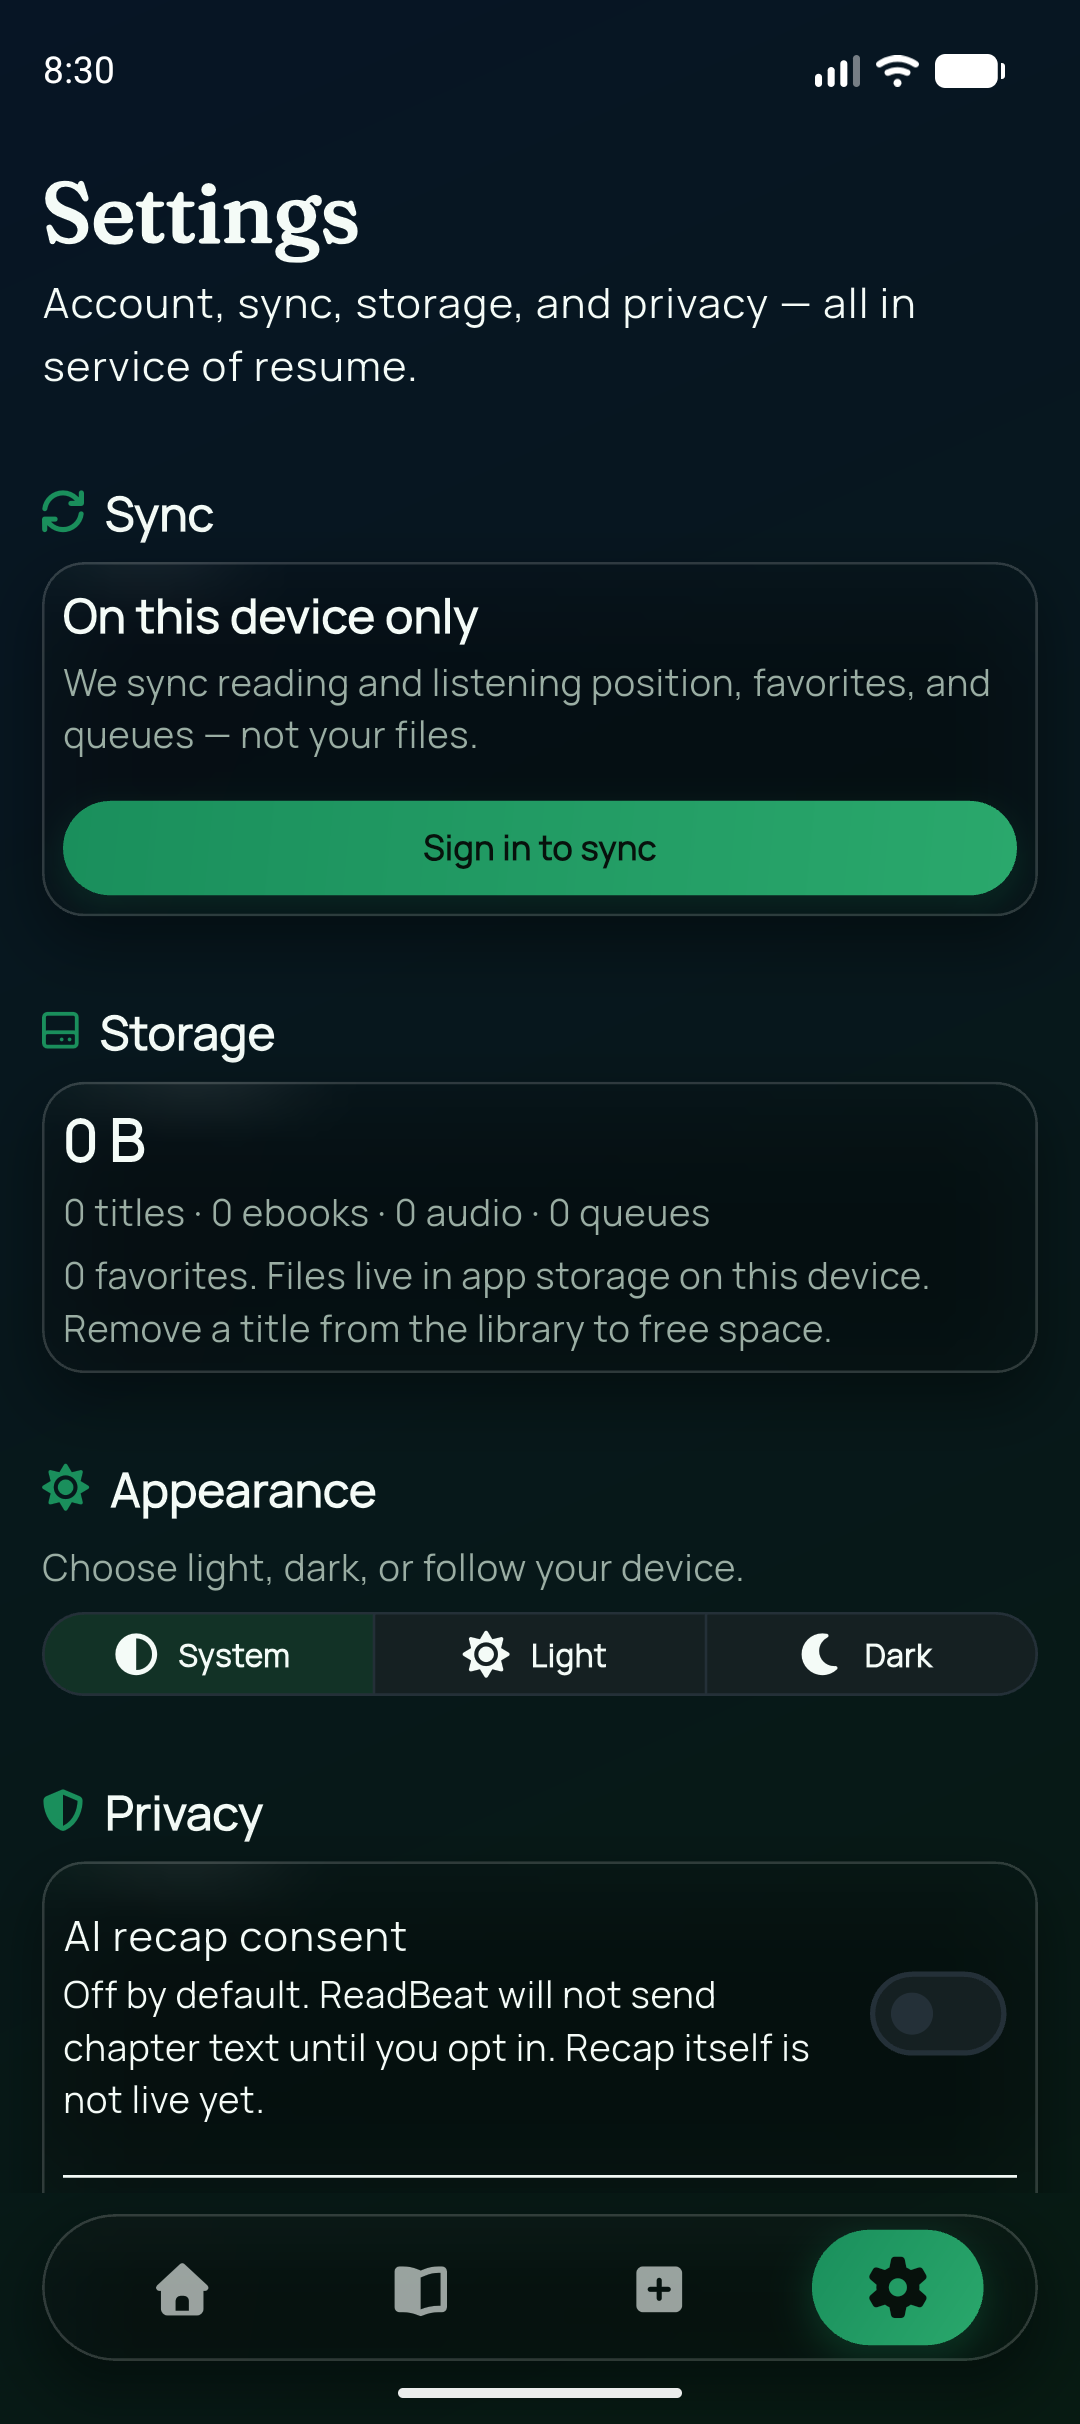 8:30
Settings
Account, sync, storage, and privacy — all in
service of resume.
Sync
On this device only
We sync reading and listening position, favorites, and
queues — not your files.
Sign in to sync
Storage
0 B
0 titles · 0 ebooks · 0 audio · 0 queues
0 favorites. Files live in app storage on this device.
Remove a title from the library to free space.
Appearance
Choose light, dark, or follow your device.
System
Light
Dark
Privacy
AI recap consent
Off by default. ReadBeat will not send
chapter text until you opt in. Recap itself is
not live yet.